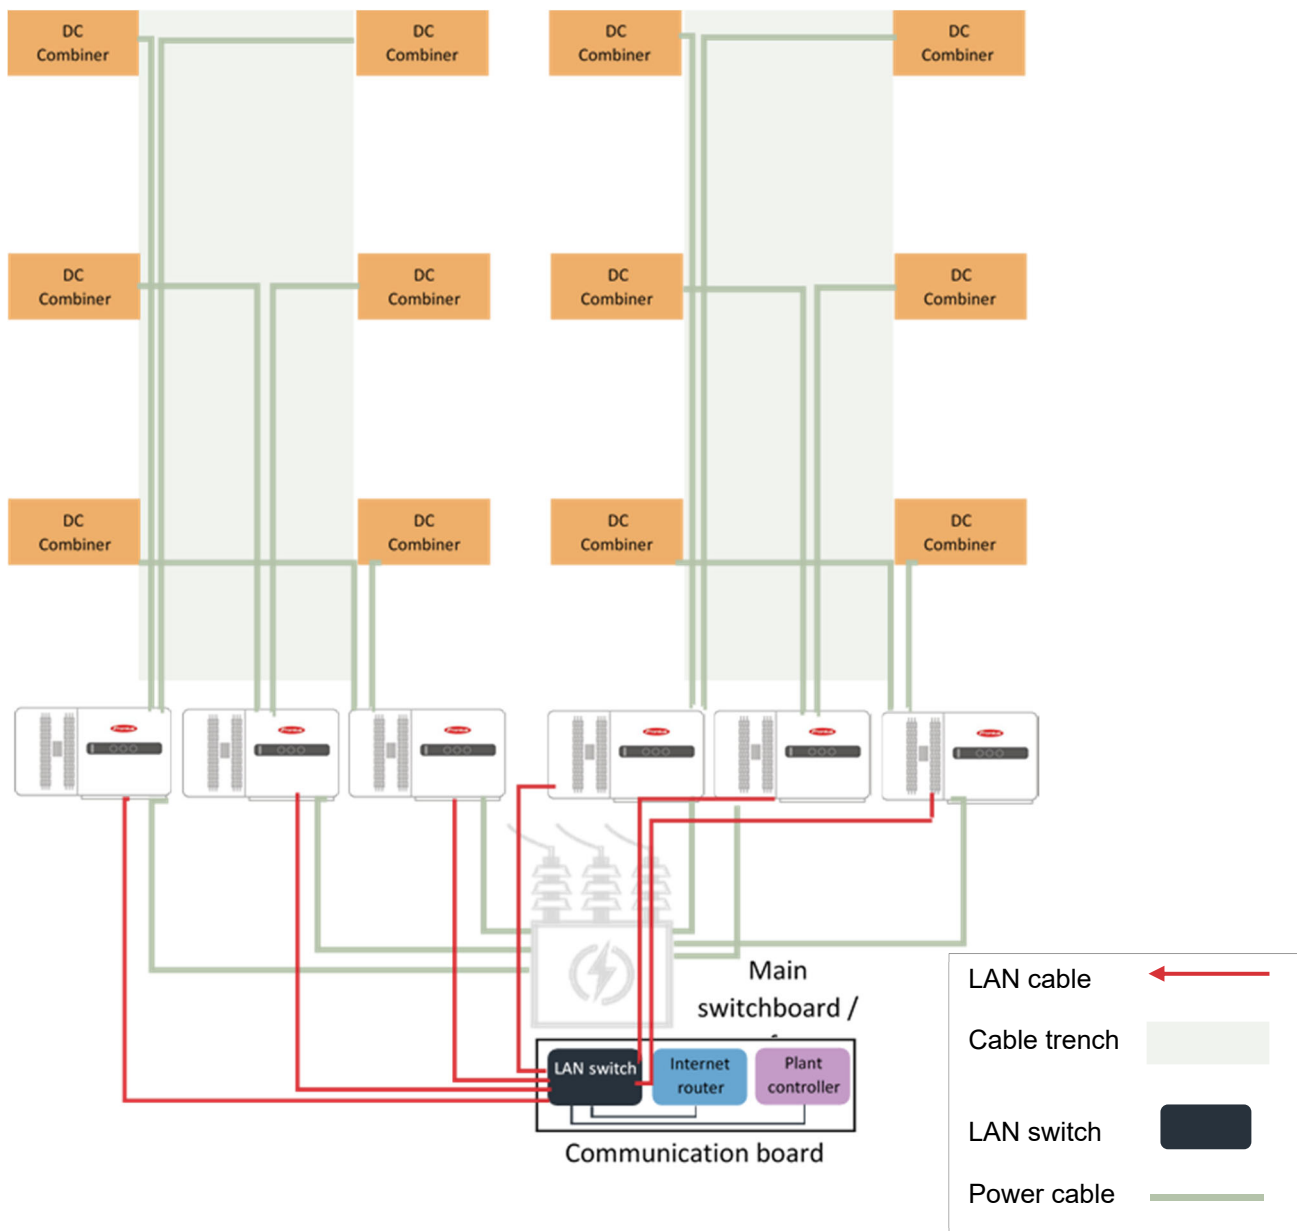 DC
Combiner
DC
Combiner
DC
Combiner
DC
Combiner
DC
Combiner
DC
Combiner
DC
Combiner
DC
Combiner
DC
Combiner
DC
Combiner
DC
Combiner
DC
Combiner
Main
switchboard /
LAN switch
Internet
router
Plant
controller
Communication board
LAN cable
Cable trench
LAN switch
Power cable